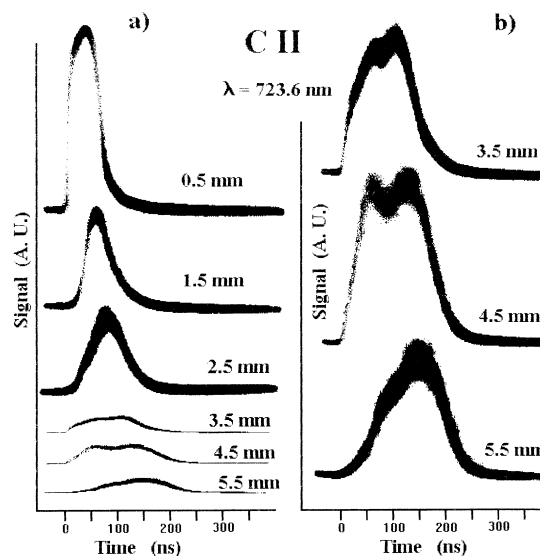 a)
C II
b)
λ = 723.6 nm
Signal (A. U.)
0.5 mm
1.5 mm
2.5 mm
3.5 mm
4.5 mm
5.5 mm
0 100 200 300
Time (ns)
Signal (A. U.)
3.5 mm
4.5 mm
5.5 mm
0 100 200 300
Time (ns)